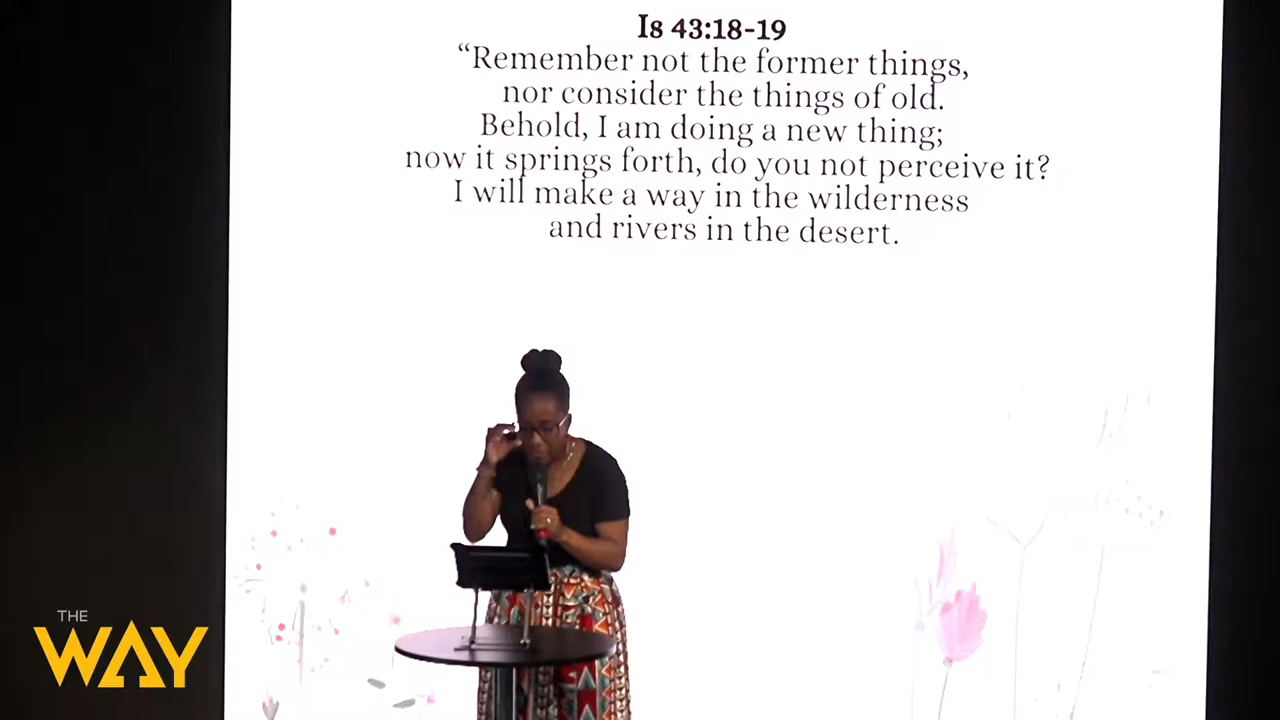 Is 43:18-19
“Remember not the former things,
nor consider the things of old.
Behold, I am doing a new thing;
now it springs forth, do you not perceive it?
I will make a way in the wilderness
and rivers in the desert.
THE
WAY